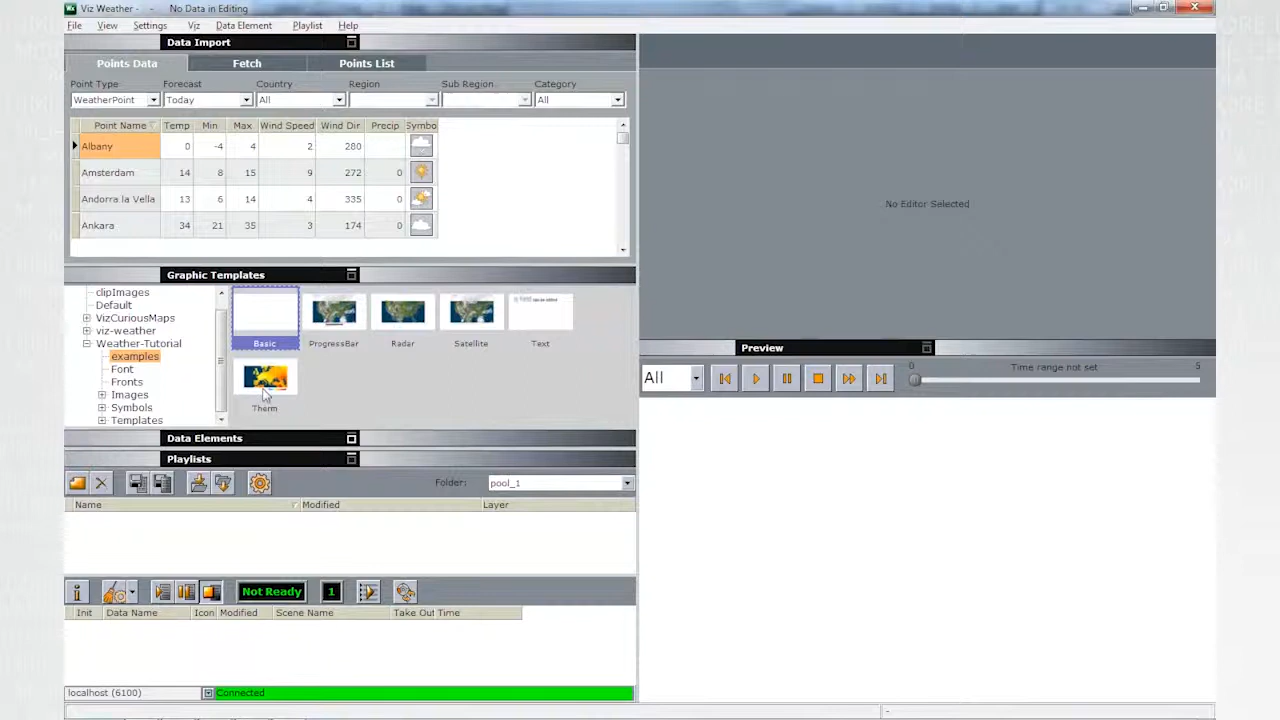 Viz Weather - - No Data in Editing
File View Settings Viz Data Element Playlist Help
Data Import
Points Data Fetch Points List
Point Type Forecast Country Region Sub Region Category
WeatherPoint Today All All
Point Name Temp Min Max Wind Speed Wind Dir Precip Symbo
Albany 0 -4 4 2 280
Amsterdam 14 8 15 9 272 0
Andorra la Vella 13 6 14 4 335 0
Ankara 34 21 35 3 174 0
No Editor Selected
Graphic Templates
clipImages
Default
VizCuriousMaps
viz-weather
Weather-Tutorial
examples
Font
Fronts
Images
Symbols
Templates
Basic ProgressBar Radar Satellite Text
Therm
Preview
All 0 Time range not set 5
Data Elements
Playlists
Folder: pool_1
Name Modified Layer
Not Ready 1
Init Data Name Icon Modified Scene Name Take Out Time
localhost (6100) Connected